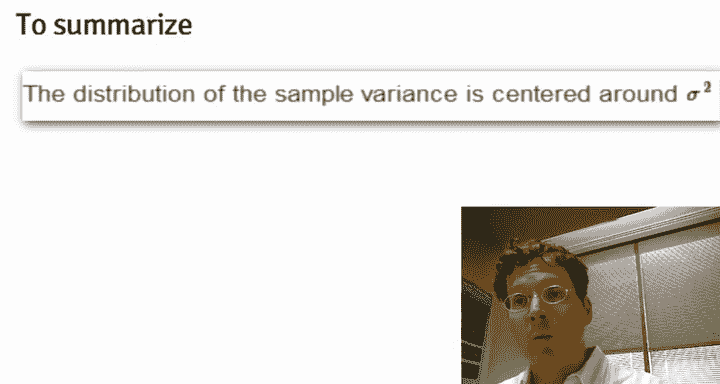 To summarize
The distribution of the sample variance is centered around σ²